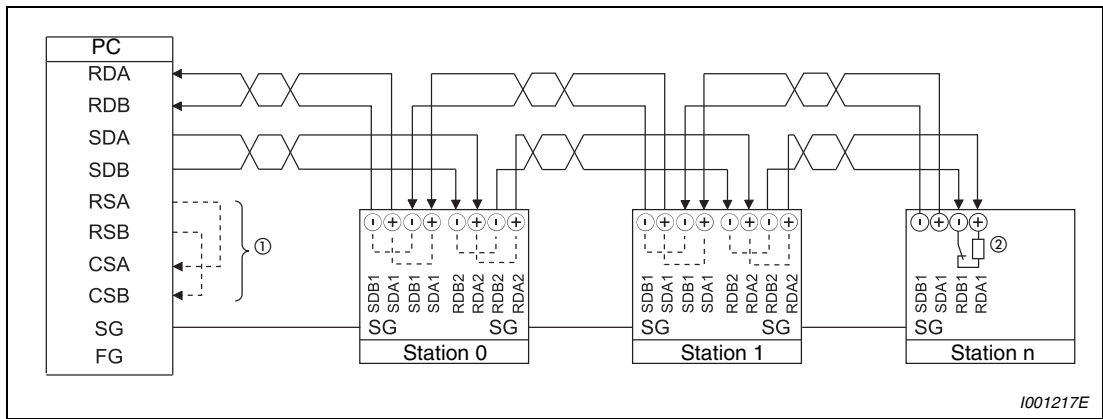 PC
RDA
RDB
SDA
SDB
RSA
RSB
CSA
CSB
SG
FG
①
- + - + - + - +
SDB1
SDA1
SDB1
SDA1
RDB2
RDA2
RDB2
RDA2
SG SG
Station 0
- + - + - + - +
SDB1
SDA1
SDB1
SDA1
RDB2
RDA2
RDB2
RDA2
SG SG
Station 1
- + - +
②
SDB1
SDA1
RDB1
RDA1
SG
Station n
I001217E